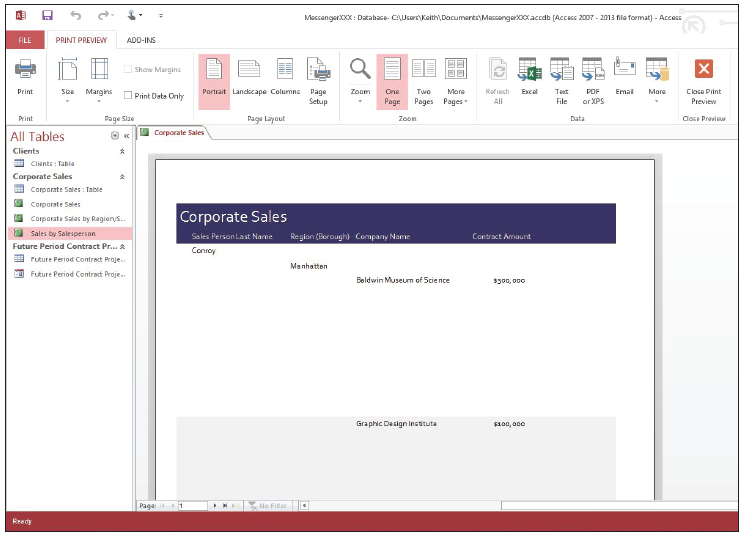 MessengerXXX : Database- C:\Users\Keith\Documents\MessengerXXX.accdb (Access 2007 - 2013 file format) - Access
FILE PRINT PREVIEW ADD-INS
Show Margins
Print Data Only
Print Size Margins Portrait Landscape Columns Page Setup Zoom One Page Two Pages More Pages Refresh All Excel Text File PDF or XPS Email More Close Print Preview
Print Page Size Page Layout Zoom Data Close Preview
All Tables
Clients
Clients : Table
Corporate Sales
Corporate Sales : Table
Corporate Sales
Corporate Sales by Region/S...
Sales by Salesperson
Future Period Contract Pr...
Future Period Contract Proje...
Future Period Contract Proje...
Corporate Sales
Corporate Sales
Sales Person Last Name Region (Borough) Company Name Contract Amount
Conroy
Manhattan
Baldwin Museum of Science $300,000
Graphic Design Institute $100,000
Page: 1 No Filter
Ready